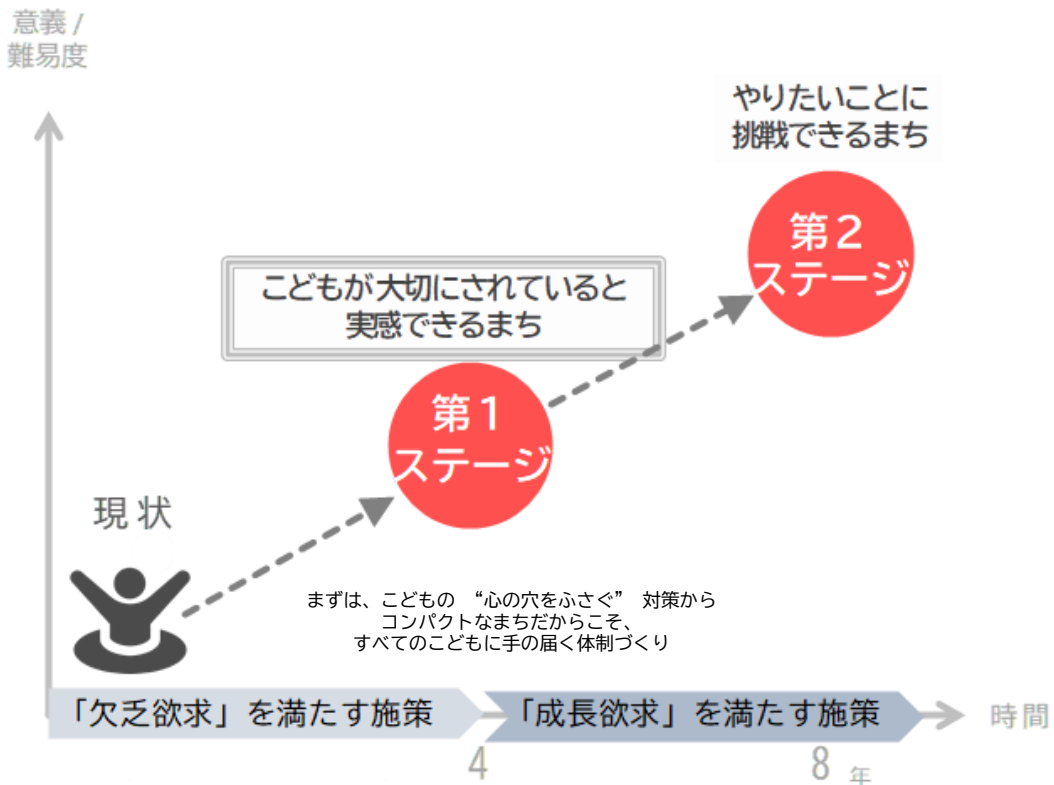 意義 /
難易度
やりたいことに
挑戦できるまち
第２
ステージ
こどもが大切にされていると
実感できるまち
第１
ステージ
現 状
まずは、こどもの “心の穴をふさぐ” 対策から
コンパクトなまちだからこそ、
すべてのこどもに手の届く体制づくり
「欠乏欲求」を満たす施策
「成長欲求」を満たす施策
時間
4
8 年